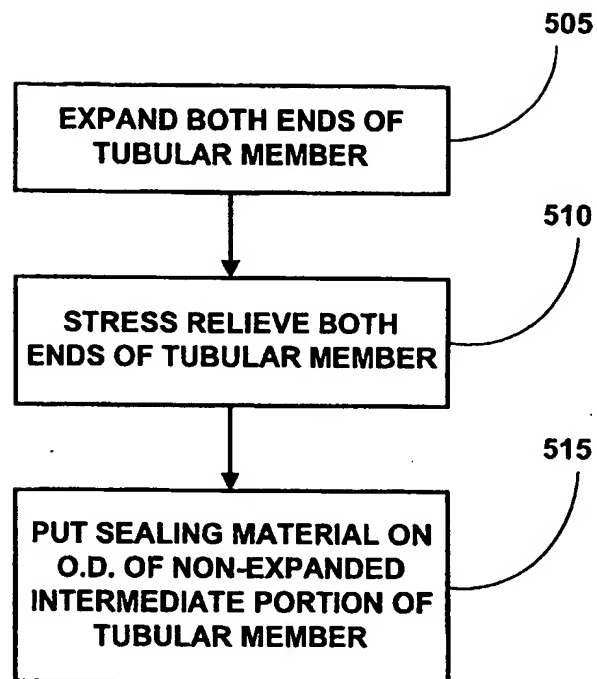 505
EXPAND BOTH ENDS OF
TUBULAR MEMBER
510
STRESS RELIEVE BOTH
ENDS OF TUBULAR MEMBER
515
PUT SEALING MATERIAL ON
O.D. OF NON-EXPANDED
INTERMEDIATE PORTION OF
TUBULAR MEMBER